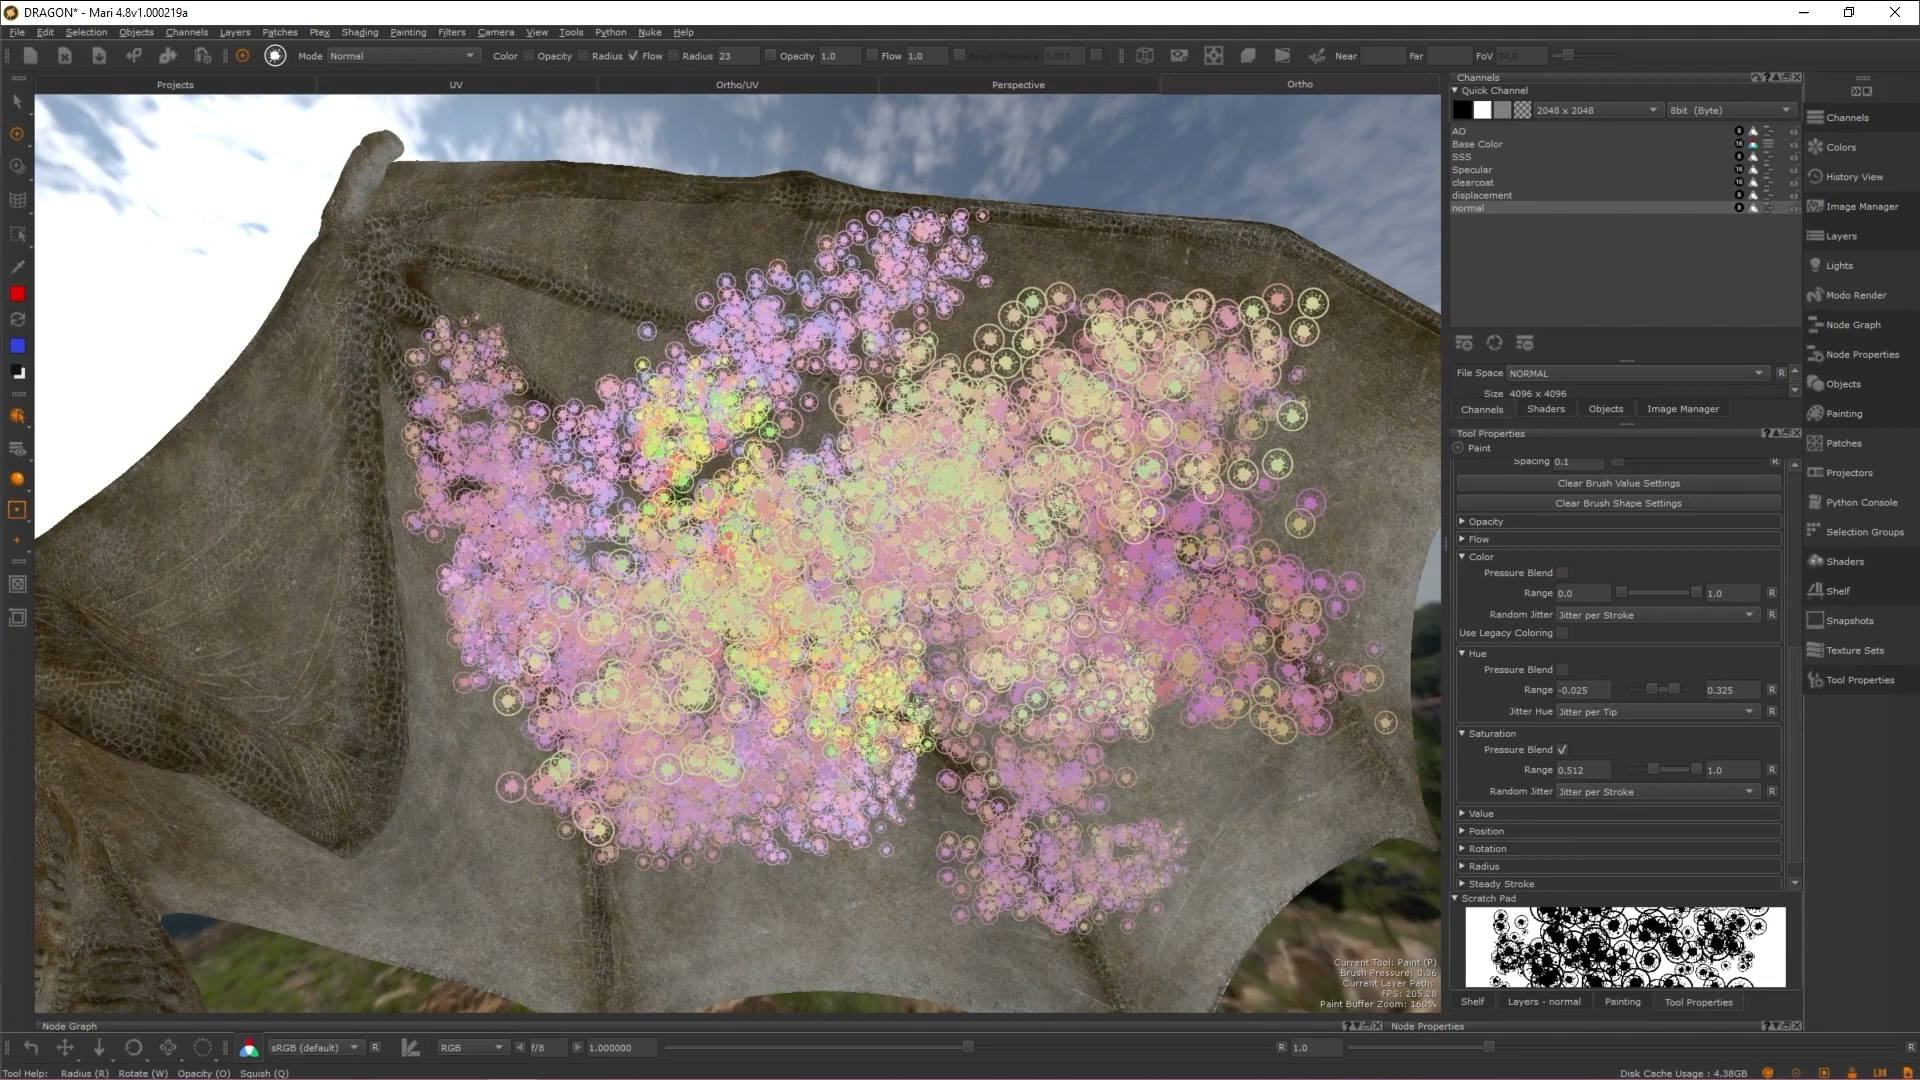 DRAGON* - Mari 4.8v1.000219a
File Edit Selection Objects Channels Layers Patches Ptex Shading Painting Filters Camera View Tools Python Nuke Help
Mode Normal Color Opacity Radius Flow Radius 23 Opacity 1.0 Flow 1.0 Brush Pressure 0.355 Near Far FoV 34.0
Projects UV Ortho/UV Perspective Ortho
Channels
Quick Channel
2048 x 2048 8bit (Byte)
AO
Base Color
SSS
Specular
clearcoat
displacement
normal
File Space NORMAL R
Size 4096 x 4096
Channels Shaders Objects Image Manager
Tool Properties
Paint
Spacing 0.1 R
Clear Brush Value Settings
Clear Brush Shape Settings
Opacity
Flow
Color
Pressure Blend
Range 0.0 1.0 R
Random Jitter Jitter per Stroke R
Use Legacy Coloring
Hue
Pressure Blend
Range -0.025 0.325 R
Jitter Hue Jitter per Tip R
Saturation
Pressure Blend
Range 0.512 1.0 R
Random Jitter Jitter per Stroke R
Value
Position
Rotation
Radius
Steady Stroke
Scratch Pad
Shelf Layers - normal Painting Tool Properties
Channels
Colors
History View
Image Manager
Layers
Lights
Modo Render
Node Graph
Node Properties
Objects
Painting
Patches
Projectors
Python Console
Selection Groups
Shaders
Shelf
Snapshots
Texture Sets
Tool Properties
Current Tool: Paint (P)
Brush Pressure: 0.36
Current Layer Path:
FPS: 205.28
Paint Buffer Zoom: 160%
Node Graph Node Properties
sRGB (default) R RGB f/8 1.000000 R 1.0 R
Tool Help: Radius (R) Rotate (W) Opacity (O) Squish (Q) Disk Cache Usage : 4.38GB